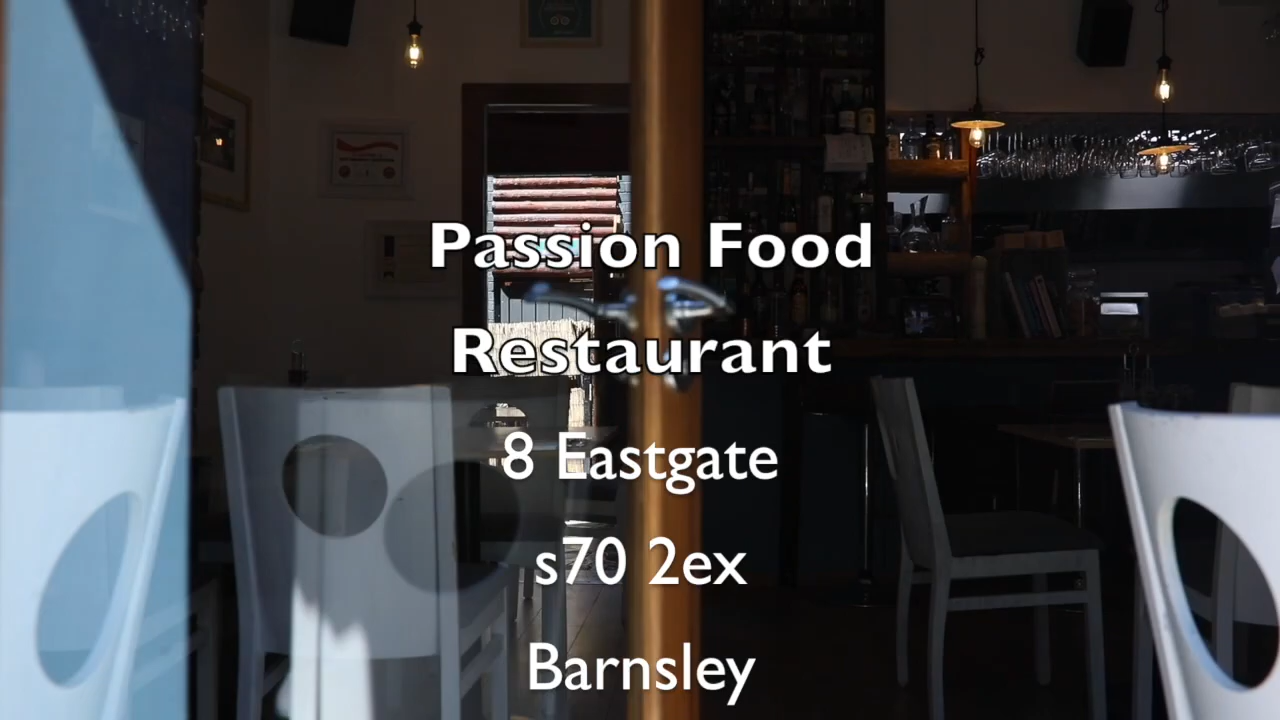 Passion Food
Restaurant
8 Eastgate
s70 2ex
Barnsley